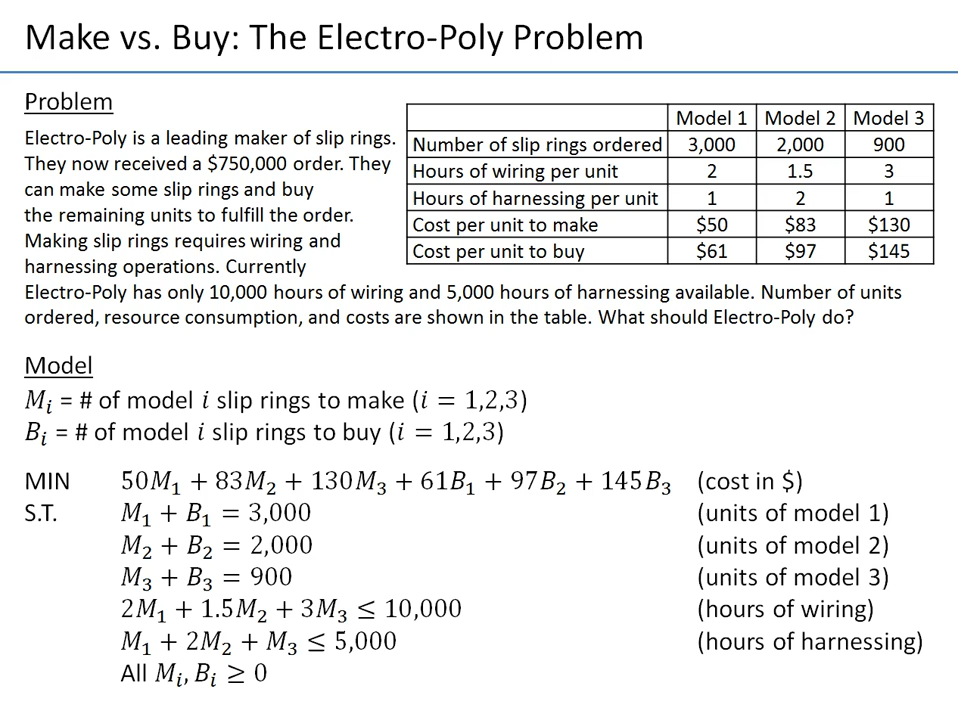 Make vs. Buy: The Electro-Poly Problem
Problem
Electro-Poly is a leading maker of slip rings.
They now received a $750,000 order. They
can make some slip rings and buy
the remaining units to fulfill the order.
Making slip rings requires wiring and
harnessing operations. Currently
Electro-Poly has only 10,000 hours of wiring and 5,000 hours of harnessing available. Number of units
ordered, resource consumption, and costs are shown in the table. What should Electro-Poly do?
Model 1 Model 2 Model 3
Number of slip rings ordered 3,000 2,000 900
Hours of wiring per unit 2 1.5 3
Hours of harnessing per unit 1 2 1
Cost per unit to make $50 $83 $130
Cost per unit to buy $61 $97 $145
Model
Mᵢ = # of model i slip rings to make (i = 1,2,3)
Bᵢ = # of model i slip rings to buy (i = 1,2,3)
MIN 50M₁ + 83M₂ + 130M₃ + 61B₁ + 97B₂ + 145B₃ (cost in $)
S.T. M₁ + B₁ = 3,000 (units of model 1)
M₂ + B₂ = 2,000 (units of model 2)
M₃ + B₃ = 900 (units of model 3)
2M₁ + 1.5M₂ + 3M₃ ≤ 10,000 (hours of wiring)
M₁ + 2M₂ + M₃ ≤ 5,000 (hours of harnessing)
All Mᵢ, Bᵢ ≥ 0